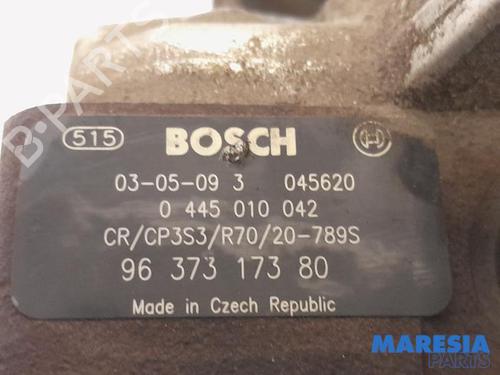 515 BOSCH
03-05-09 3 045620
0 445 010 042
CR/CP3S3/R70/20-789S
96 373 173 80
Made in Czech Republic
B-Parts
MARESIA
PARTS